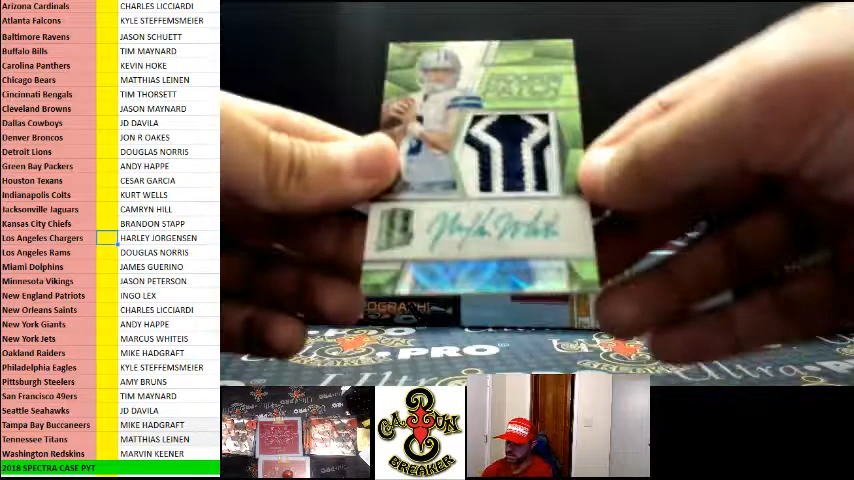 Arizona Cardinals CHARLES LICCIARDI
Atlanta Falcons KYLE STEFFEMSMEIER
Baltimore Ravens JASON SCHUETT
Buffalo Bills TIM MAYNARD
Carolina Panthers KEVIN HOKE
Chicago Bears MATTHIAS LEINEN
Cincinnati Bengals TIM THORSETT
Cleveland Browns JASON MAYNARD
Dallas Cowboys JD DAVILA
Denver Broncos JON R OAKES
Detroit Lions DOUGLAS NORRIS
Green Bay Packers ANDY HAPPE
Houston Texans CESAR GARCIA
Indianapolis Colts KURT WELLS
Jacksonville Jaguars CAMRYN HILL
Kansas City Chiefs BRANDON STAPP
Los Angeles Chargers HARLEY JORGENSEN
Los Angeles Rams DOUGLAS NORRIS
Miami Dolphins JAMES GUERINO
Minnesota Vikings JASON PETERSON
New England Patriots INGO LEX
New Orleans Saints CHARLES LICCIARDI
New York Giants ANDY HAPPE
New York Jets MARCUS WHITEIS
Oakland Raiders MIKE HADGRAFT
Philadelphia Eagles KYLE STEFFEMSMEIER
Pittsburgh Steelers AMY BRUNS
San Francisco 49ers TIM MAYNARD
Seattle Seahawks JD DAVILA
Tampa Bay Buccaneers MIKE HADGRAFT
Tennessee Titans MATTHIAS LEINEN
Washington Redskins MARVIN KEENER
2018 SPECTRA CASE PYT
Ultra PRO
CAJUN
BREAKER